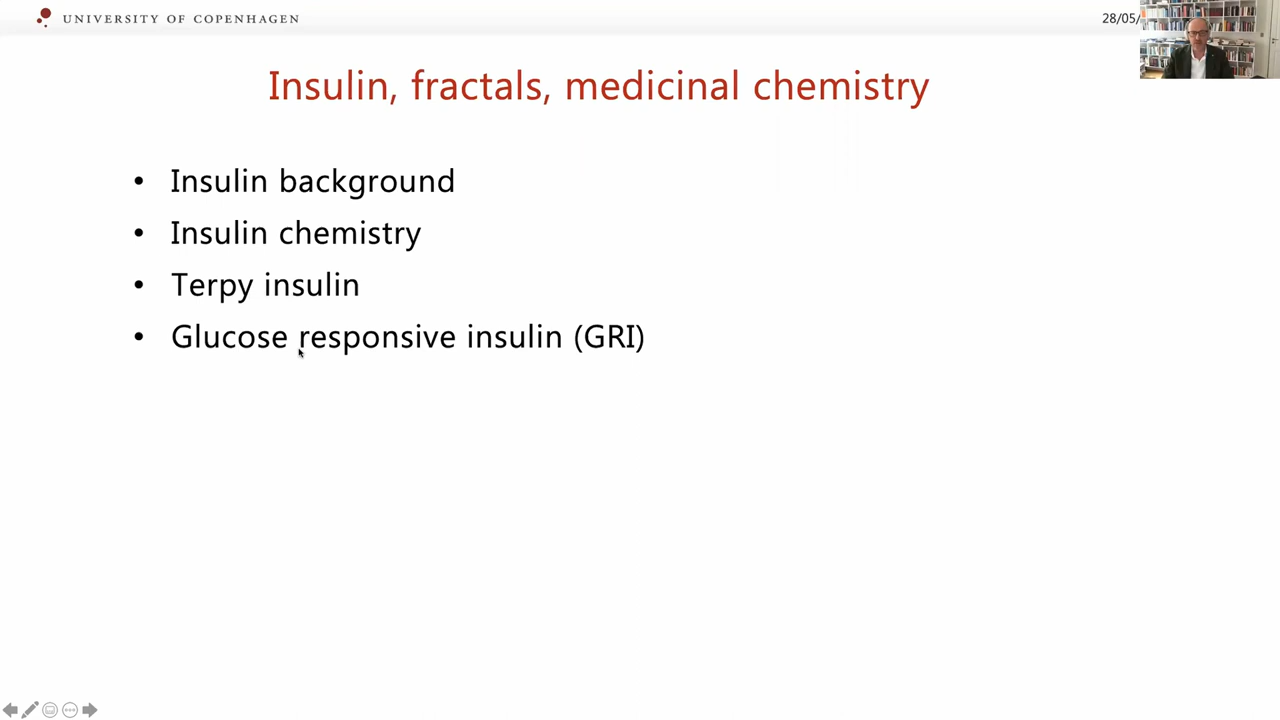 UNIVERSITY OF COPENHAGEN
28/05/
Insulin, fractals, medicinal chemistry
• Insulin background
• Insulin chemistry
• Terpy insulin
• Glucose responsive insulin (GRI)